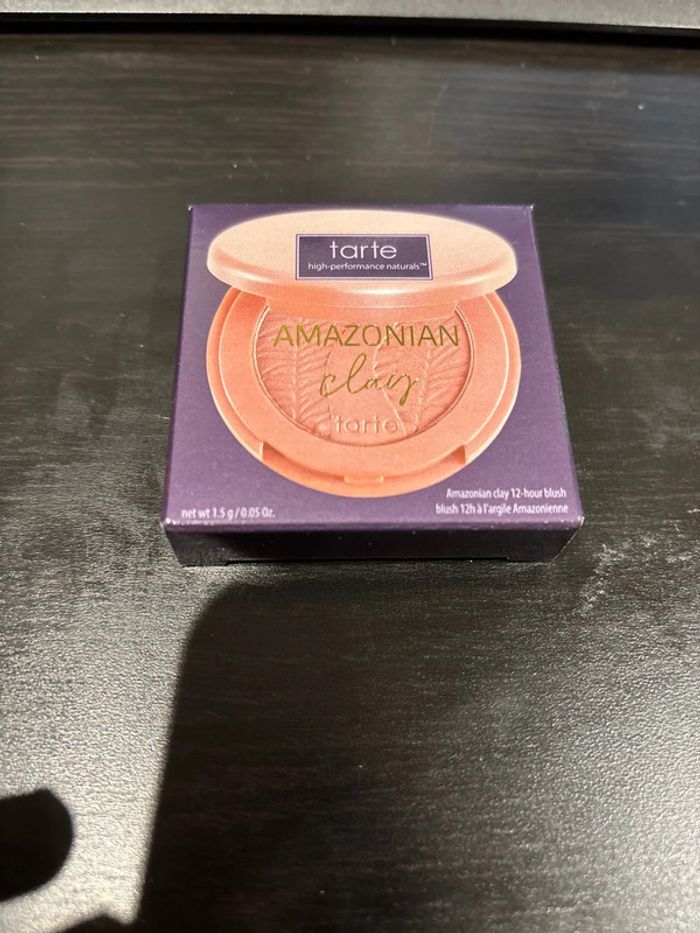 tarte
high-performance naturals™
AMAZONIAN
clay
tarte
Amazonian clay 12-hour blush
net wt 1.5 g / 0.05 Oz.
blush 12h à l'argile Amazonienne